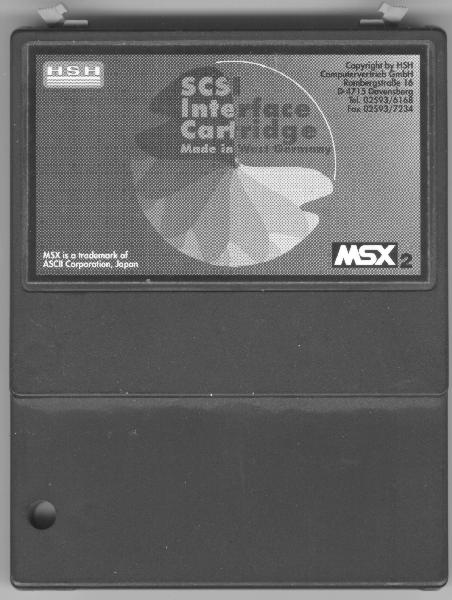 HSH
Copyright by HSH
Computervertrieb GmbH
Rombergstraße 16
D-4715 Davensberg
Tel. 02593/6168
Fax 02593/7234
SCSI
Interface
Cartridge
Made in West Germany
MSX is a trademark of
ASCII Corporation, Japan
MSX 2